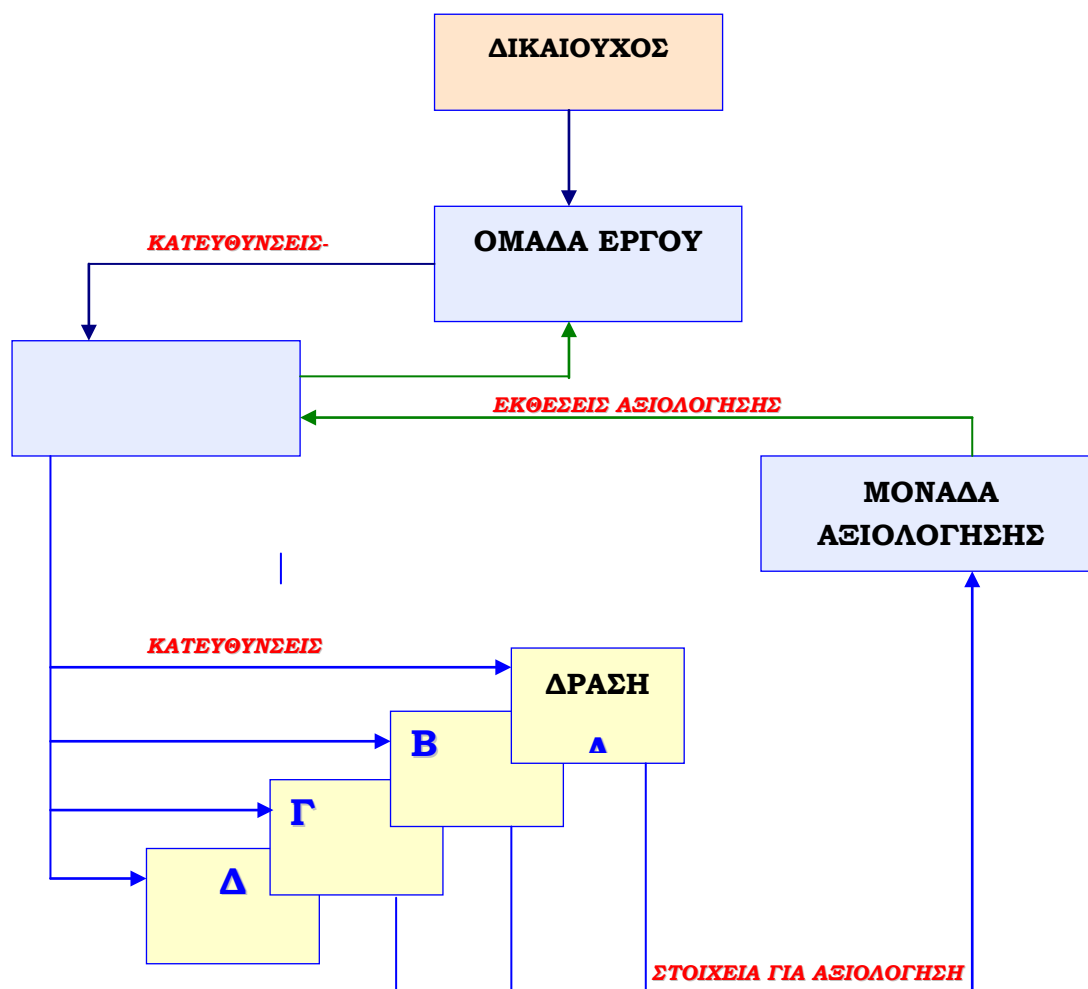 ΔΙΚΑΙΟΥΧΟΣ
ΟΜΑΔΑ ΕΡΓΟΥ
ΚΑΤΕΥΘΥΝΣΕΙΣ-
ΕΚΘΕΣΕΙΣ ΑΞΙΟΛΟΓΗΣΗΣ
ΜΟΝΑΔΑ
ΑΞΙΟΛΟΓΗΣΗΣ
ΚΑΤΕΥΘΥΝΣΕΙΣ
ΔΡΑΣΗ
Β
Γ
Δ
ΣΤΟΙΧΕΙΑ ΓΙΑ ΑΞΙΟΛΟΓΗΣΗ